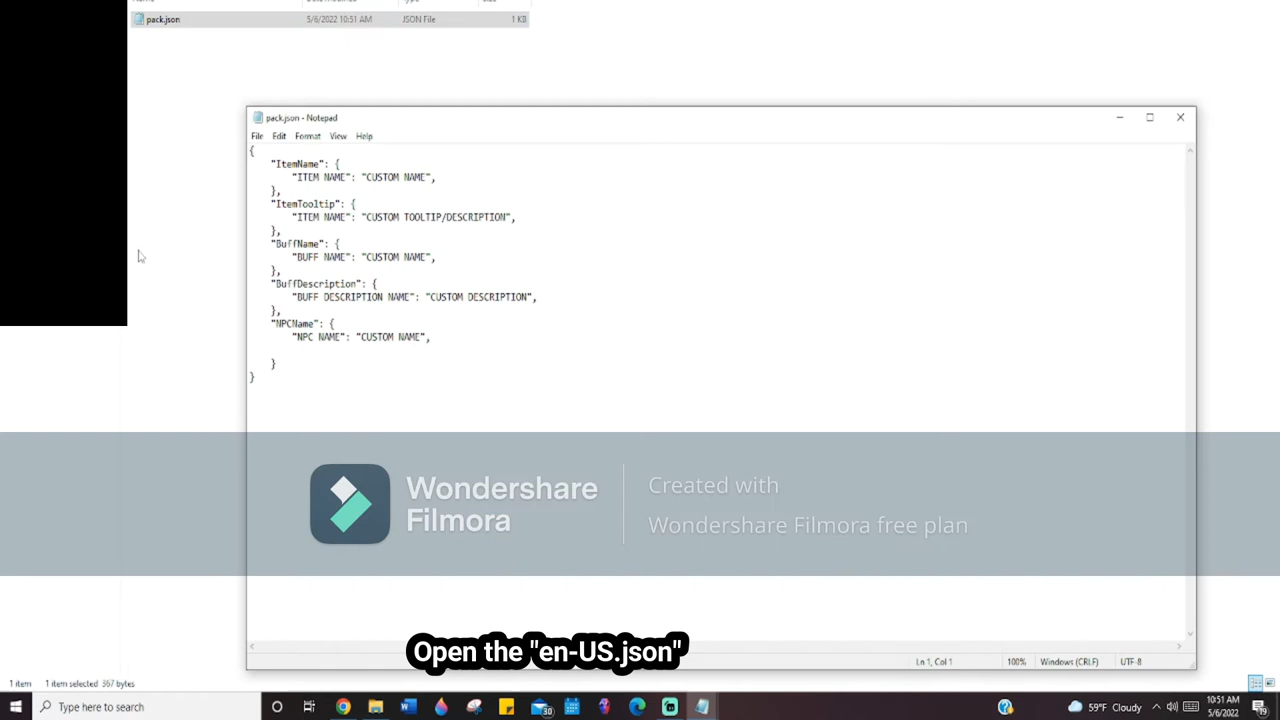 pack.json 5/6/2022 10:51 AM JSON File 1 KB
pack.json - Notepad
File Edit Format View Help
{
"ItemName": {
"ITEM NAME": "CUSTOM NAME",
},
"ItemTooltip": {
"ITEM NAME": "CUSTOM TOOLTIP/DESCRIPTION",
},
"BuffName": {
"BUFF NAME": "CUSTOM NAME",
},
"BuffDescription": {
"BUFF DESCRIPTION NAME": "CUSTOM DESCRIPTION",
},
"NPCName": {
"NPC NAME": "CUSTOM NAME",
}
}
Wondershare
Filmora
Created with
Wondershare Filmora free plan
Open the "en-US.json"
Ln 1, Col 1 100% Windows (CRLF) UTF-8
1 item 1 item selected 367 bytes
Type here to search
30
59°F Cloudy
10:51 AM
5/6/2022
19